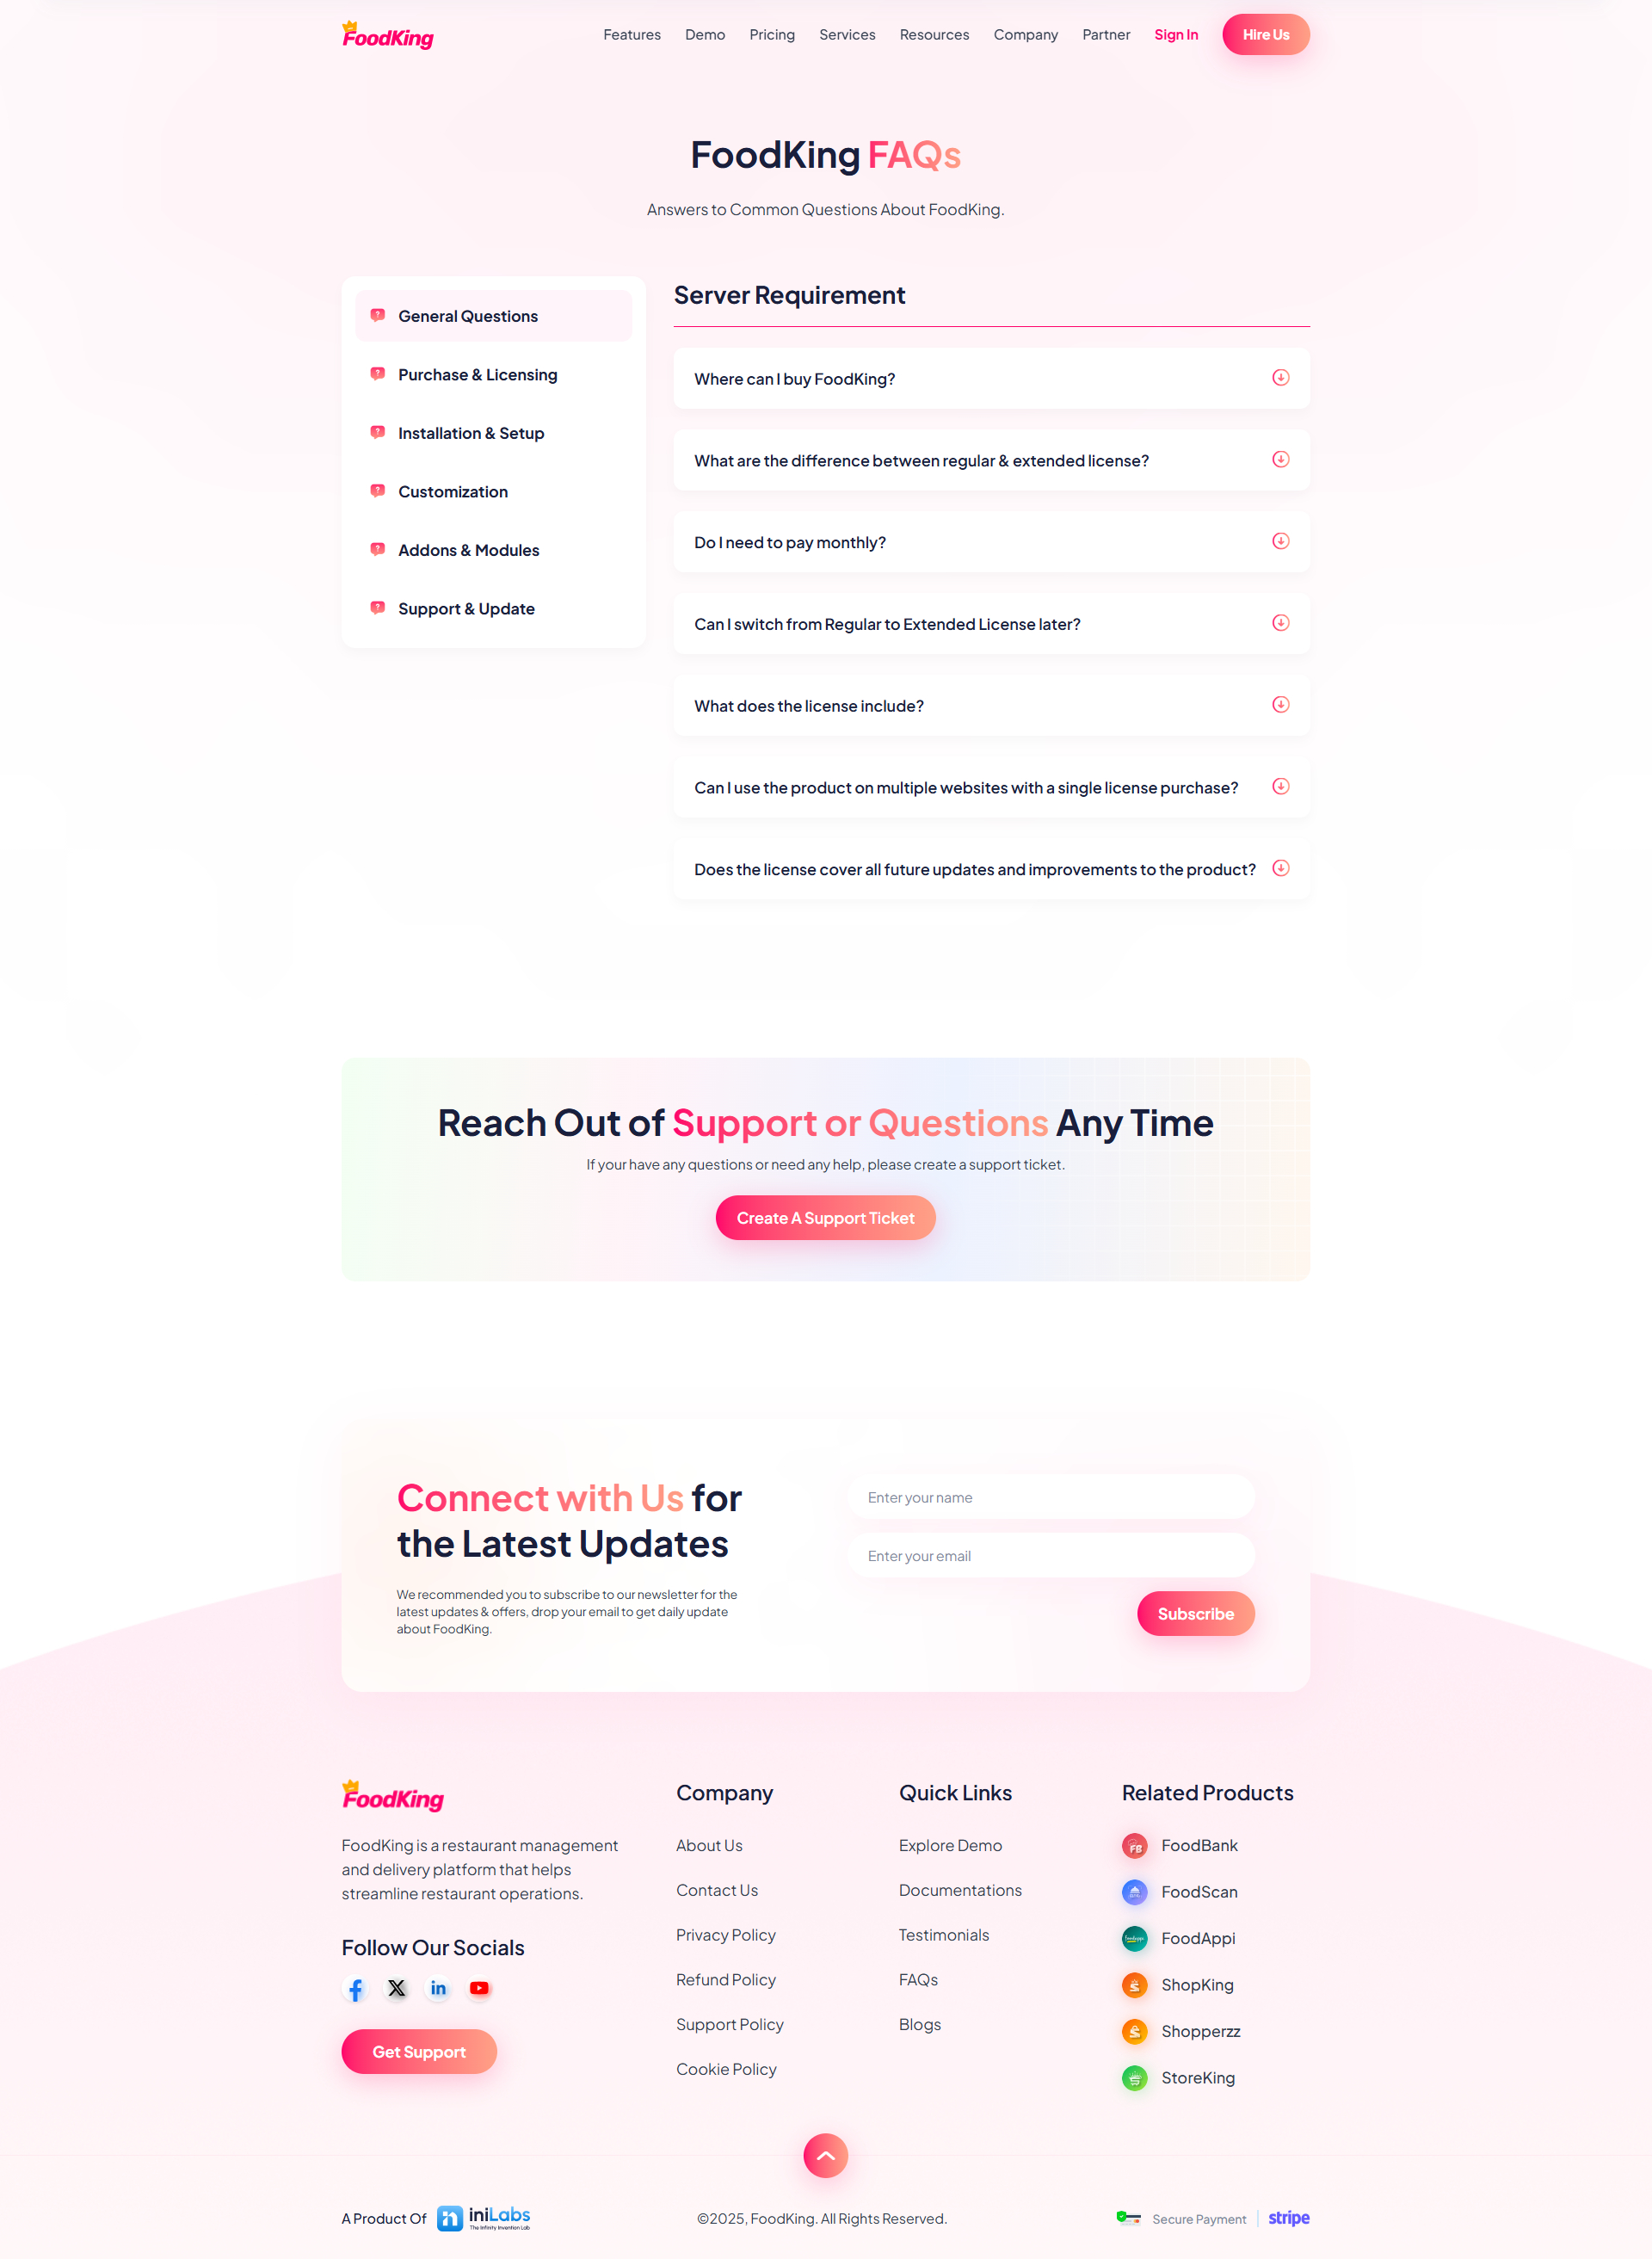 FoodKing
Features Demo Pricing Services Resources Company Partner Sign In Hire Us
FoodKing FAQs
Answers to Common Questions About FoodKing.
General Questions
Purchase & Licensing
Installation & Setup
Customization
Addons & Modules
Support & Update
Server Requirement
Where can I buy FoodKing?
What are the difference between regular & extended license?
Do I need to pay monthly?
Can I switch from Regular to Extended License later?
What does the license include?
Can I use the product on multiple websites with a single license purchase?
Does the license cover all future updates and improvements to the product?
Reach Out of Support or Questions Any Time
If your have any questions or need any help, please create a support ticket.
Create A Support Ticket
Connect with Us for
the Latest Updates
We recommended you to subscribe to our newsletter for the
latest updates & offers, drop your email to get daily update
about FoodKing.
Enter your name
Enter your email
Subscribe
FoodKing
FoodKing is a restaurant management
and delivery platform that helps
streamline restaurant operations.
Follow Our Socials
Get Support
Company
About Us
Contact Us
Privacy Policy
Refund Policy
Support Policy
Cookie Policy
Quick Links
Explore Demo
Documentations
Testimonials
FAQs
Blogs
Related Products
FoodBank
FoodScan
FoodAppi
ShopKing
Shopperzz
StoreKing
A Product Of iniLabs
The Infinity Invention Lab
©2025, FoodKing. All Rights Reserved.
Secure Payment stripe